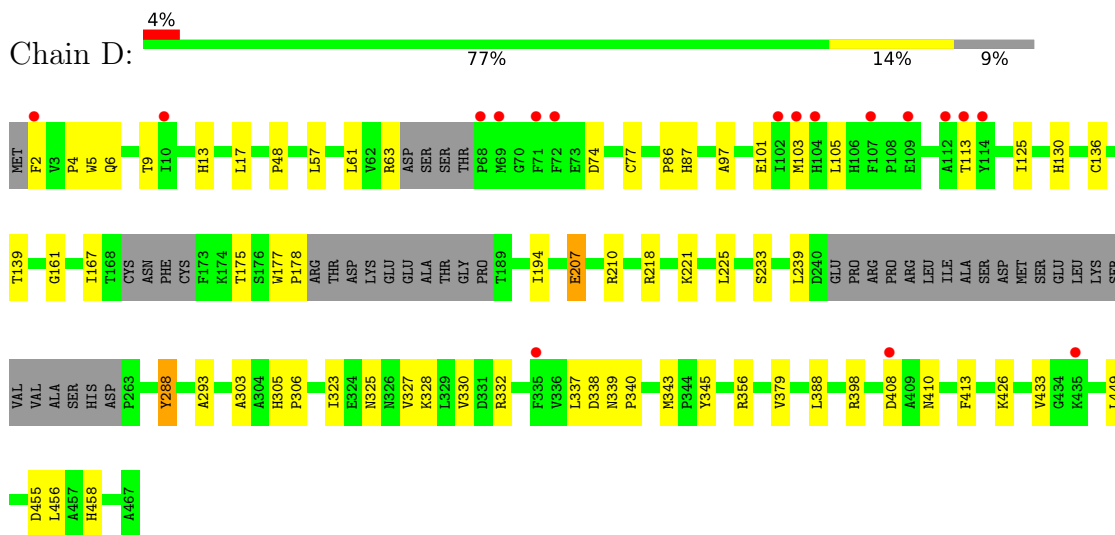 4%
Chain D:
77% 14% 9%
MET F2 V3 P4 W5 Q6 T9 I10 H13 L17 P48 L57 L61 V62 R63 ASP SER SER THR P68 M69 G70 F71 F72 E73 D74 C77 P86 H87 A97 E101 I102 M103 H104 L105 H106 F107 P108 E109 A112 T113 Y114 I125 H130 C136
T139 G161 I167 T168 CYS ASN PHE CYS F173 K174 T175 S176 W177 P178 ARG THR ASP LYS GLU GLU ALA THR GLY PRO T189 I194 E207 R210 R218 K221 L225 S233 L239 D240 GLU PRO ARG PRO ARG LEU ILE ALA SER ASP MET SER GLU LEU LYS SER
VAL VAL ALA SER HIS ASP P263 Y288 A293 A303 A304 H305 P306 I323 E324 N325 N326 V327 K328 L329 V330 D331 R332 F335 V336 L337 D338 N339 P340 M343 P344 Y345 R356 V379 L388 R398 D408 A409 N410 F413 K426 V433 G434 K435 L449
D455 L456 A457 H458 A467